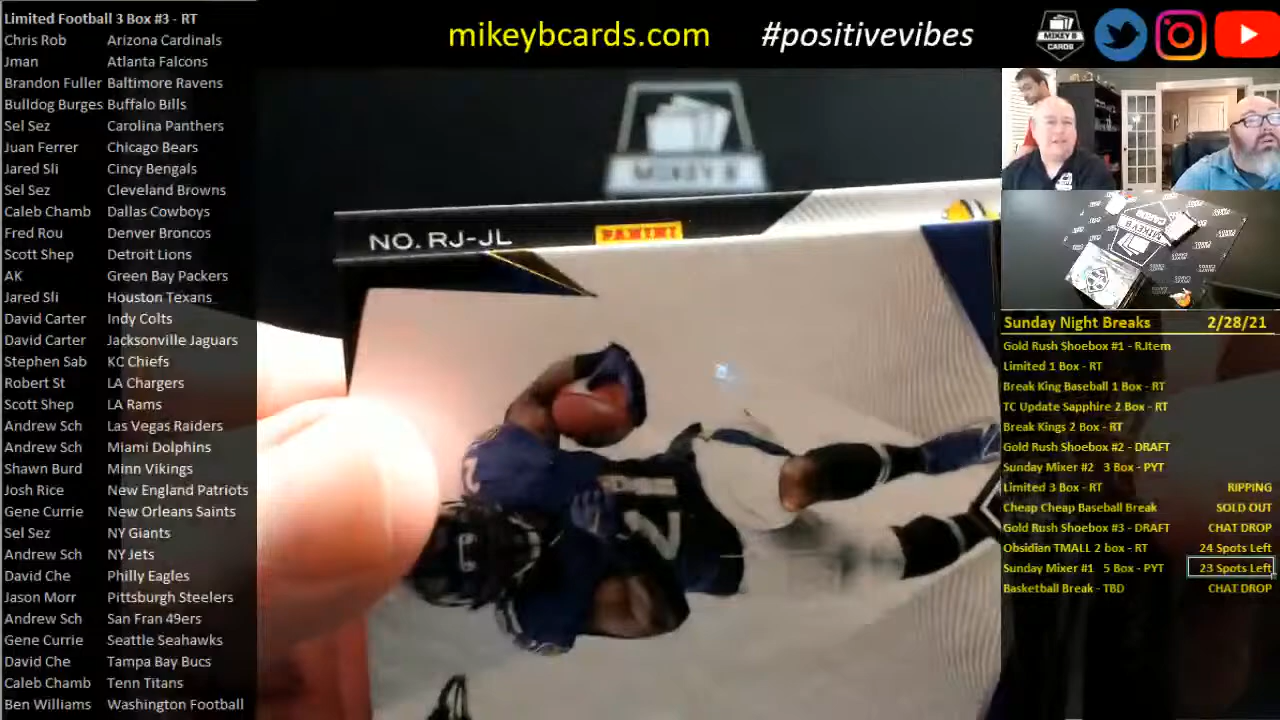 Limited Football 3 Box #3 - RT
Chris Rob Arizona Cardinals
Jman Atlanta Falcons
Brandon Fuller Baltimore Ravens
Bulldog Burges Buffalo Bills
Sel Sez Carolina Panthers
Juan Ferrer Chicago Bears
Jared Sli Cincy Bengals
Sel Sez Cleveland Browns
Caleb Chamb Dallas Cowboys
Fred Rou Denver Broncos
Scott Shep Detroit Lions
AK Green Bay Packers
Jared Sli Houston Texans
David Carter Indy Colts
David Carter Jacksonville Jaguars
Stephen Sab KC Chiefs
Robert St LA Chargers
Scott Shep LA Rams
Andrew Sch Las Vegas Raiders
Andrew Sch Miami Dolphins
Shawn Burd Minn Vikings
Josh Rice New England Patriots
Gene Currie New Orleans Saints
Sel Sez NY Giants
Andrew Sch NY Jets
David Che Philly Eagles
Jason Morr Pittsburgh Steelers
Andrew Sch San Fran 49ers
Gene Currie Seattle Seahawks
David Che Tampa Bay Bucs
Caleb Chamb Tenn Titans
Ben Williams Washington Football
mikeybcards.com #positivevibes
MIKEY B
CARDS
MIKEY B
NO. RJ-JL PANINI
Sunday Night Breaks 2/28/21
Gold Rush Shoebox #1 - R.Item
Limited 1 Box - RT
Break King Baseball 1 Box - RT
TC Update Sapphire 2 Box - RT
Break Kings 2 Box - RT
Gold Rush Shoebox #2 - DRAFT
Sunday Mixer #2 3 Box - PYT
Limited 3 Box - RT RIPPING
Cheap Cheap Baseball Break SOLD OUT
Gold Rush Shoebox #3 - DRAFT CHAT DROP
Obsidian TMALL 2 box - RT 24 Spots Left
Sunday Mixer #1 5 Box - PYT 23 Spots Left
Basketball Break - TBD CHAT DROP